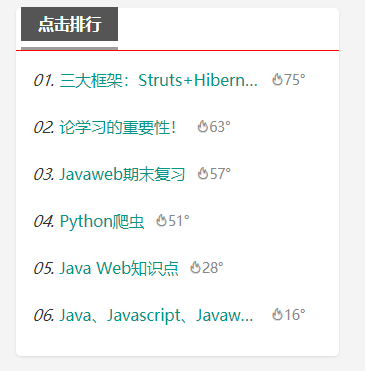 点击排行
01. 三大框架：Struts+Hibern... 75°
02. 论学习的重要性！ 63°
03. Javaweb期末复习 57°
04. Python爬虫 51°
05. Java Web知识点 28°
06. Java、Javascript、Javaw... 16°